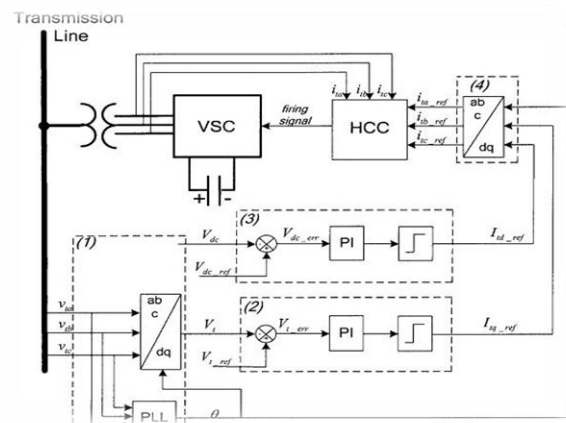 Transmission
Line
VSC
+ -
firing
signal
HCC
i_ta i_tb i_tc
i_ta_ref
i_tb_ref
i_tc_ref
(4)
ab
c
dq
(3)
V_dc
V_dc_err
V_dc_ref
PI
I_td_ref
(1)
(2)
v_ta
v_tb
v_tc
ab
c
dq
V_t
V_t_err
V_t_ref
PI
I_tq_ref
PLL
θ